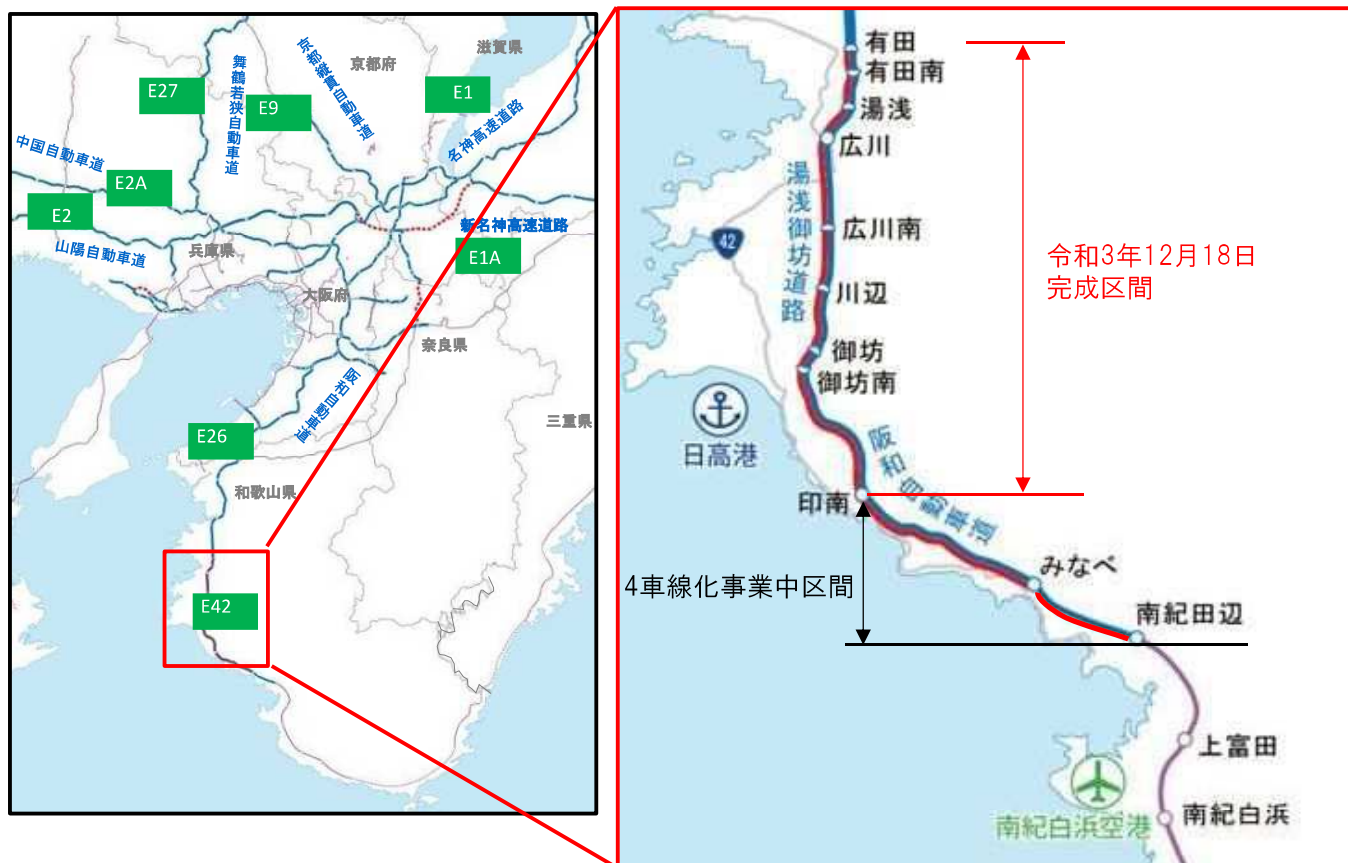 滋賀県
京都府
京都縦貫自動車道
舞鶴若狭自動車道
E27
E9
E1
名神高速道路
中国自動車道
E2A
E2
新名神高速道路
山陽自動車道
兵庫県
E1A
大阪府
奈良県
阪和自動車道
三重県
E26
和歌山県
E42
有田
有田南
湯浅
広川
湯浅御坊道路
42
広川南
令和3年12月18日
完成区間
川辺
御坊
御坊南
日高港
阪和自動車道
印南
みなべ
4車線化事業中区間
南紀田辺
上富田
南紀白浜
南紀白浜空港